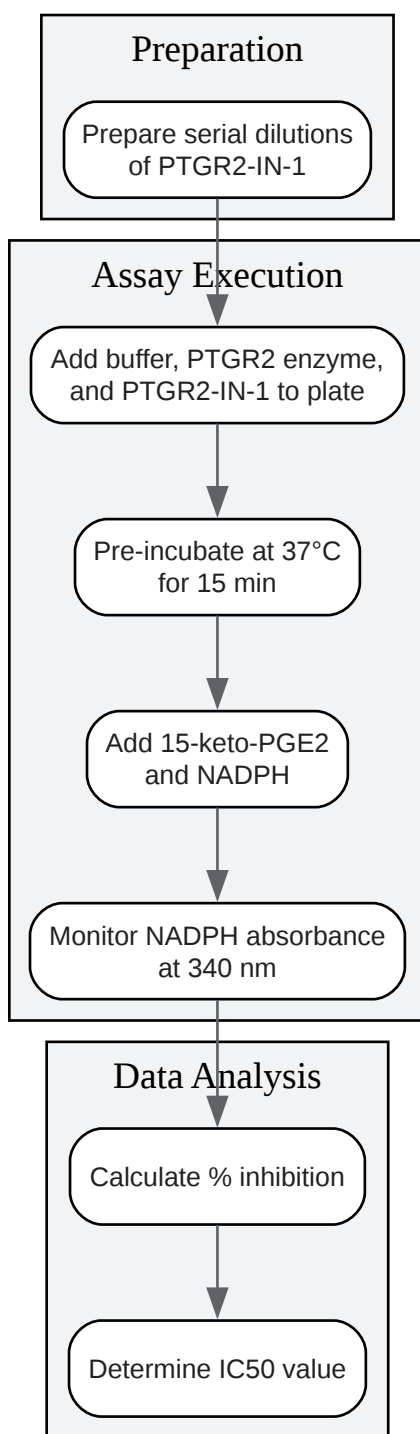 Preparation
Prepare serial dilutions
of PTGR2-IN-1
Assay Execution
Add buffer, PTGR2 enzyme,
and PTGR2-IN-1 to plate
Pre-incubate at 37°C
for 15 min
Add 15-keto-PGE2
and NADPH
Monitor NADPH absorbance
at 340 nm
Data Analysis
Calculate % inhibition
Determine IC50 value